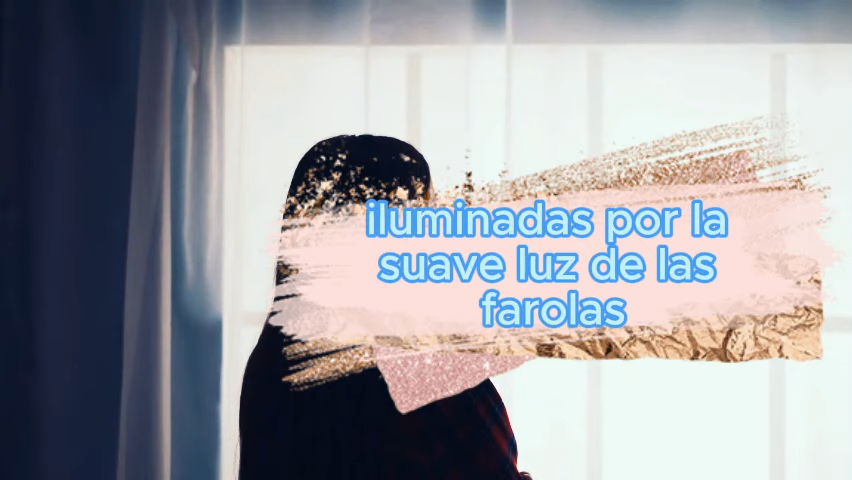 iluminadas por la
suave luz de las
farolas